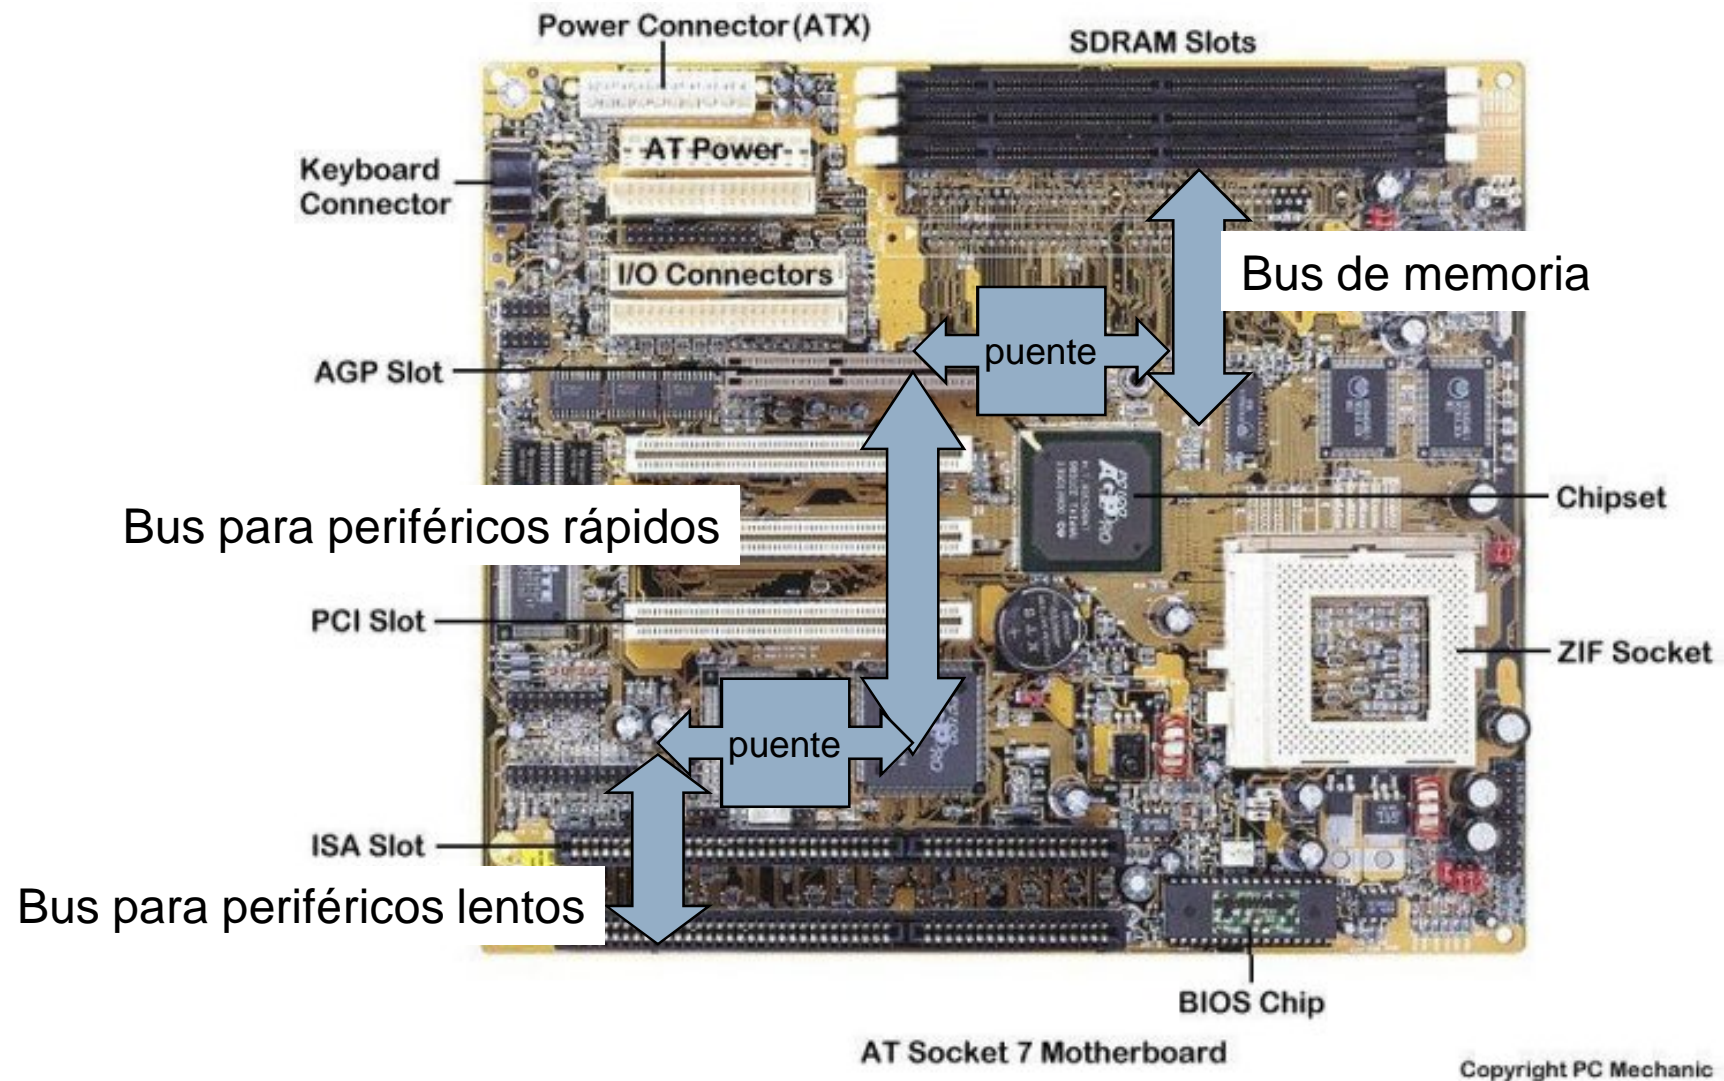 Power Connector (ATX)
SDRAM Slots
AT Power
Keyboard
Connector
I/O Connectors
Bus de memoria
puente
AGP Slot
Chipset
Bus para periféricos rápidos
PCI Slot
ZIF Socket
puente
ISA Slot
Bus para periféricos lentos
BIOS Chip
AT Socket 7 Motherboard
Copyright PC Mechanic